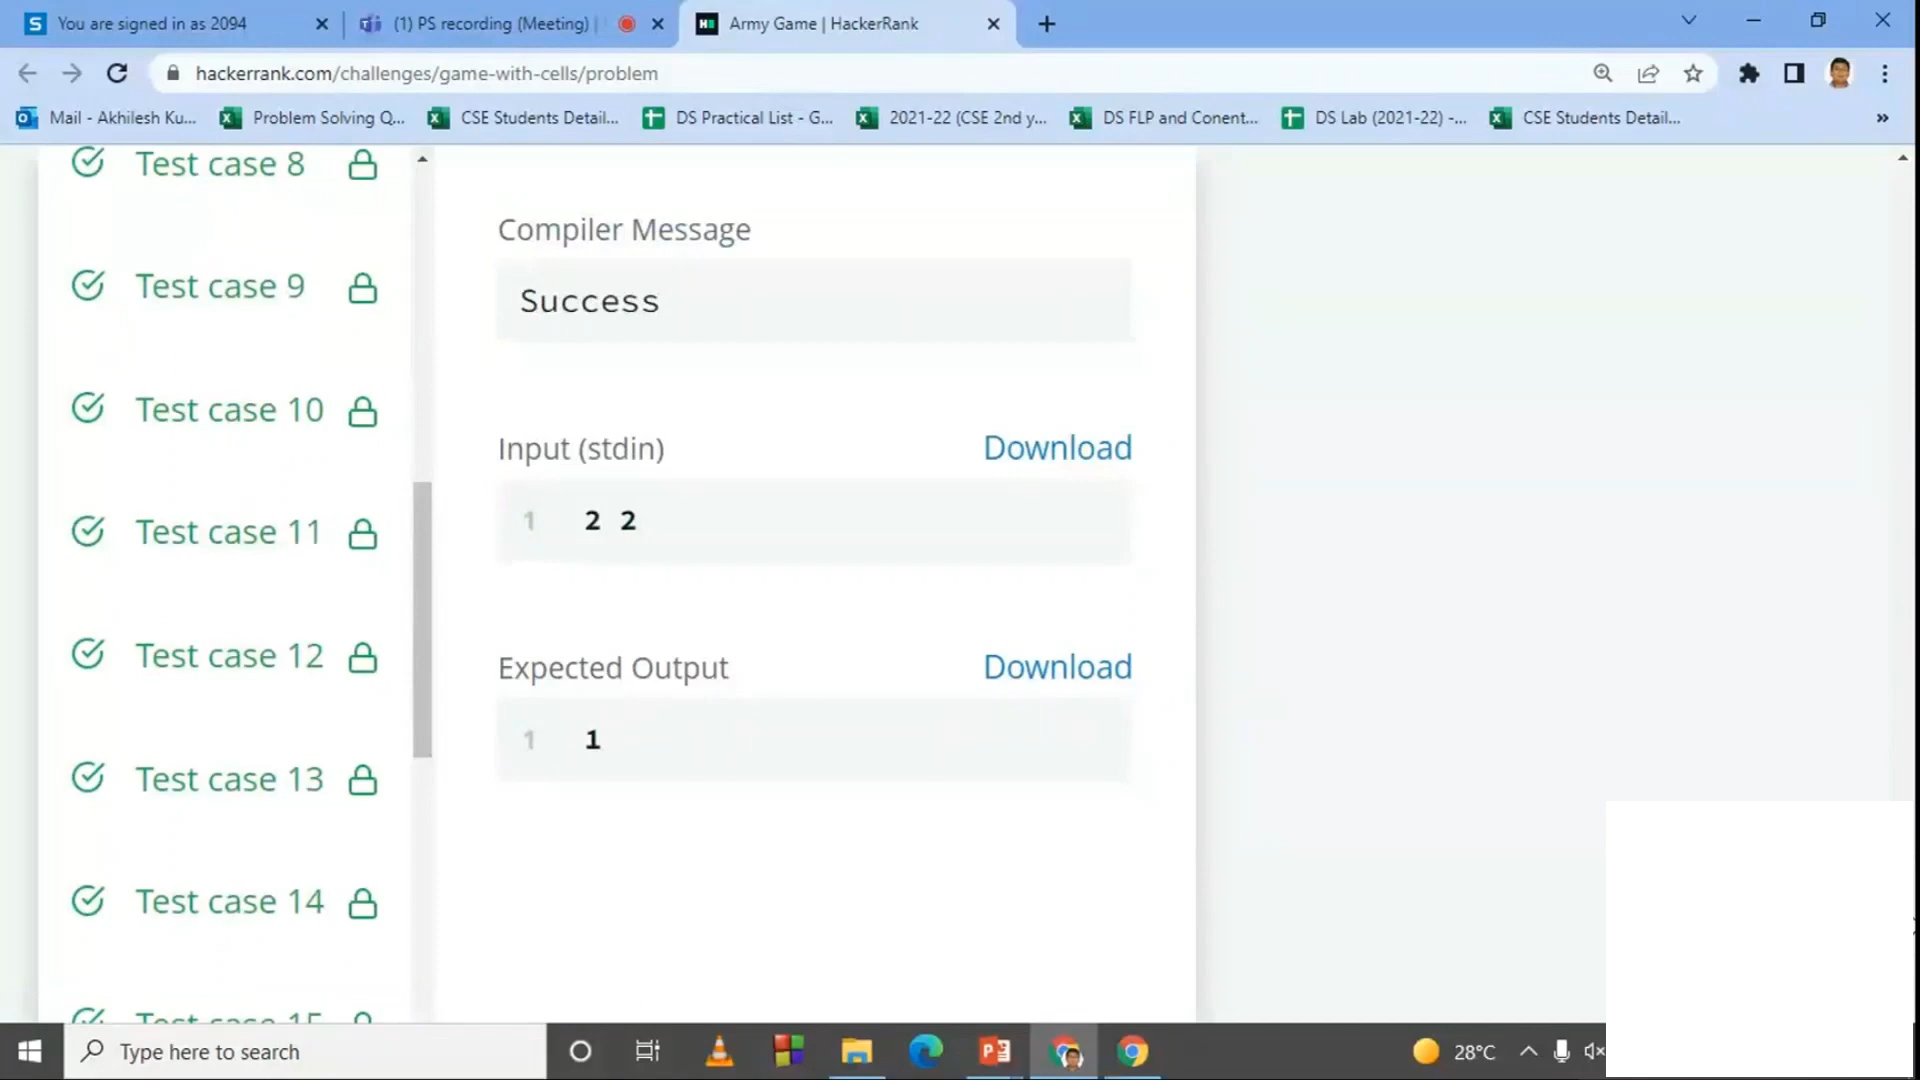 You are signed in as 2094
(1) PS recording (Meeting) |
Army Game | HackerRank
hackerrank.com/challenges/game-with-cells/problem
Mail - Akhilesh Ku...
Problem Solving Q...
CSE Students Detail...
DS Practical List - G...
2021-22 (CSE 2nd y...
DS FLP and Conent...
DS Lab (2021-22) -...
CSE Students Detail...
»
Test case 8
Test case 9
Test case 10
Test case 11
Test case 12
Test case 13
Test case 14
Test case 15
Compiler Message
Success
Input (stdin)
Download
1 2 2
Expected Output
Download
1 1
Type here to search
28°C